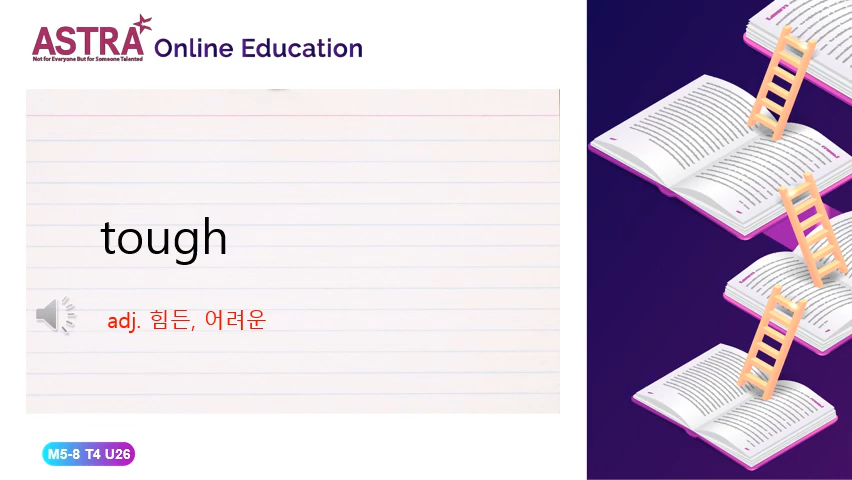 ASTRA
Not for Everyone But for Someone Talented
Online Education
tough
adj. 힘든, 어려운
M5-8 T4 U26